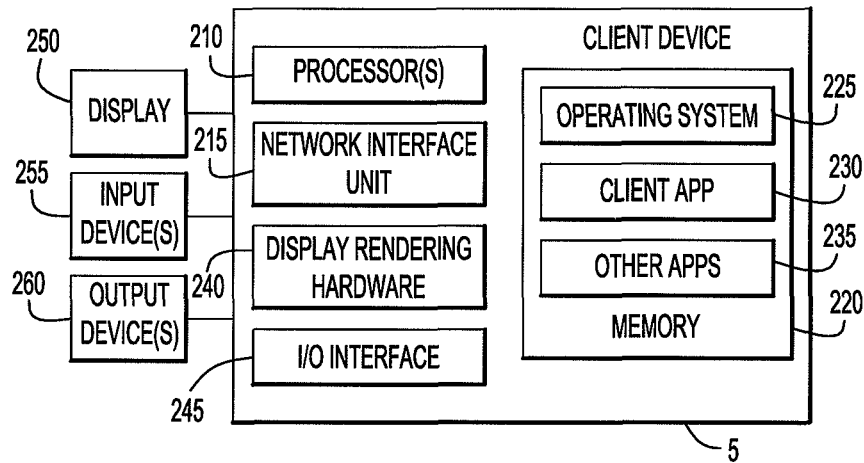 250
DISPLAY
255
INPUT
DEVICE(S)
260
OUTPUT
DEVICE(S)
210
PROCESSOR(S)
215
NETWORK INTERFACE
UNIT
240
DISPLAY RENDERING
HARDWARE
I/O INTERFACE
245
CLIENT DEVICE
OPERATING SYSTEM
225
CLIENT APP
230
OTHER APPS
235
MEMORY
220
5